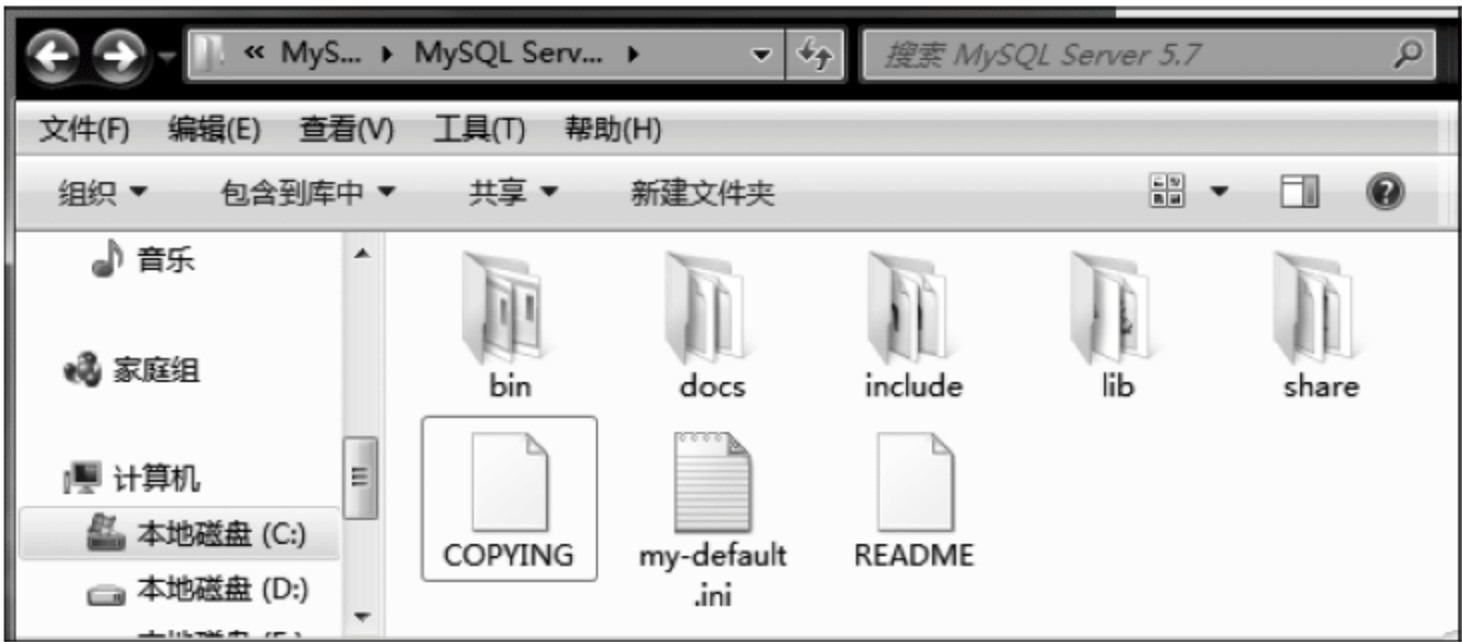 « MyS... ▸ MySQL Serv... ▸ 搜索 MySQL Server 5.7
文件(F) 编辑(E) 查看(V) 工具(T) 帮助(H)
组织 包含到库中 共享 新建文件夹
音乐
家庭组
计算机
本地磁盘 (C:)
本地磁盘 (D:)
bin docs include lib share
COPYING my-default README
.ini